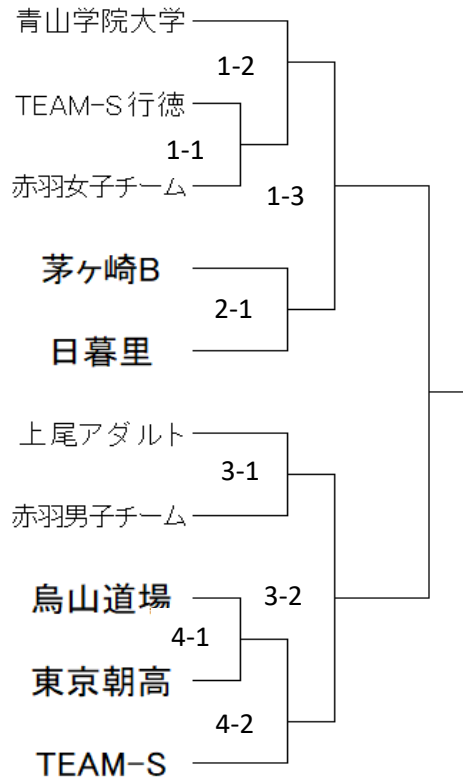 青山学院大学
1-2
TEAM-S行徳
1-1
赤羽女子チーム
1-3
茅ヶ崎B
2-1
日暮里
上尾アダルト
3-1
赤羽男子チーム
烏山道場
3-2
4-1
東京朝高
4-2
TEAM-S